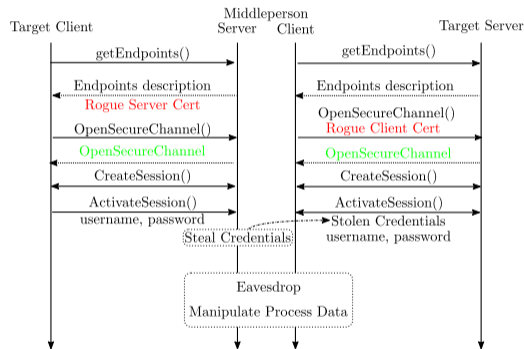 Middleperson
Target Client
Server
Client
Target Server
getEndpoints()
getEndpoints()
Endpoints description
Endpoints description
Rogue Server Cert
OpenSecureChannel()
OpenSecureChannel()
Rogue Client Cert
OpenSecureChannel
OpenSecureChannel
CreateSession()
CreateSession()
ActivateSession()
ActivateSession()
username, password
Stolen Credentials
Steal Credentials
username, password
Eavesdrop
Manipulate Process Data